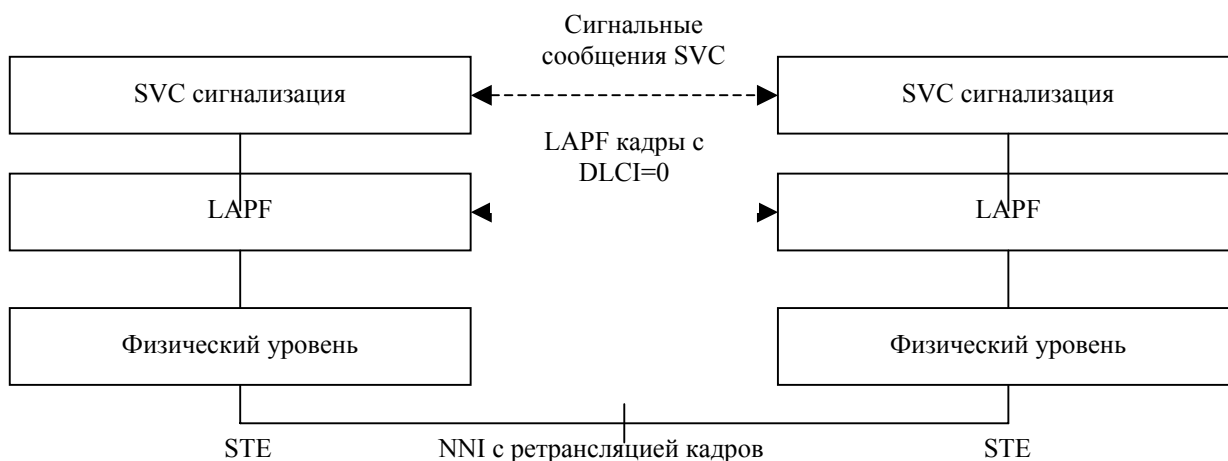 Сигнальные
сообщения SVC
SVC сигнализация
SVC сигнализация
LAPF кадры с
DLCI=0
LAPF
LAPF
Физический уровень
Физический уровень
STE
NNI с ретрансляцией кадров
STE